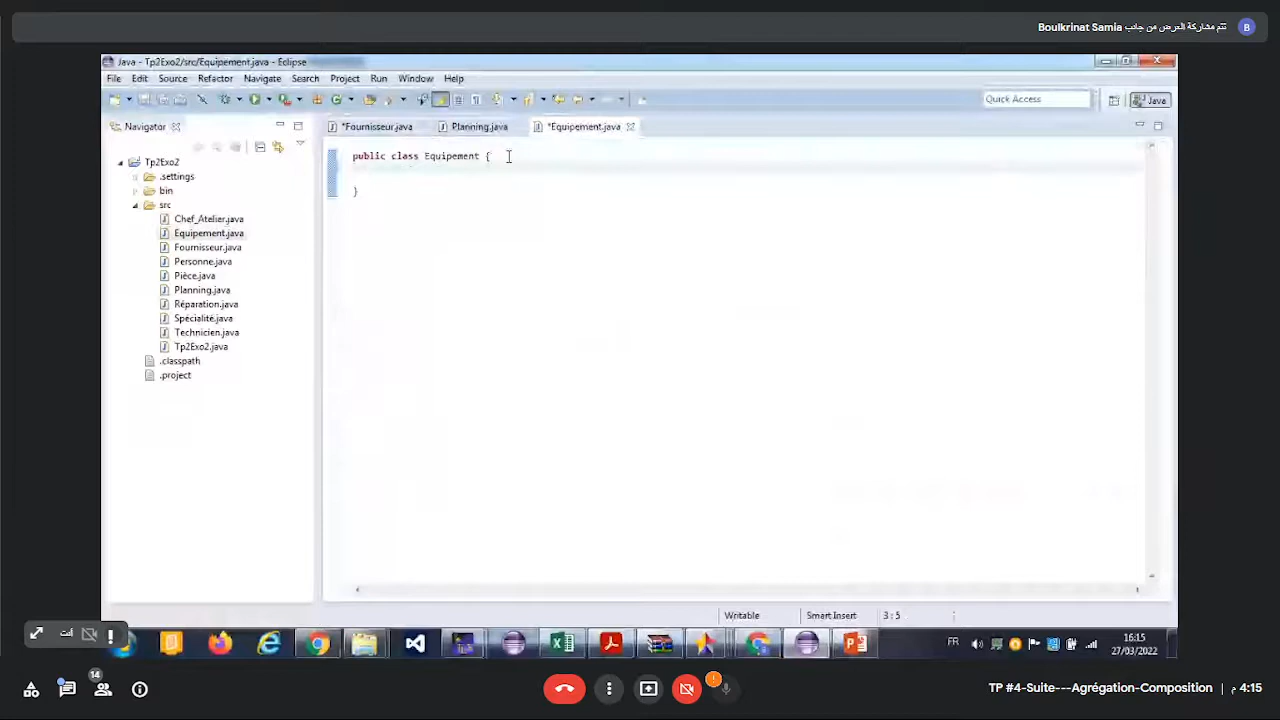 تتم مشاركة العرض من جانب Boulkrinat Samia
B
Java - Tp2Exo2/src/Equipement.java - Eclipse
File Edit Source Refactor Navigate Search Project Run Window Help
Quick Access
Java
Navigator
*Fournisseur.java
Planning.java
*Equipement.java
Tp2Exo2
.settings
bin
src
Chef_Atelier.java
Equipement.java
Fournisseur.java
Personne.java
Pièce.java
Planning.java
Réparation.java
Spécialité.java
Technicien.java
Tp2Exo2.java
.classpath
.project
public class Equipement {
}
Writable
Smart Insert
3 : 5
أنت
FR
16:15
27/03/2022
14
TP #4-Suite---Agrégation-Composition | 4:15 م